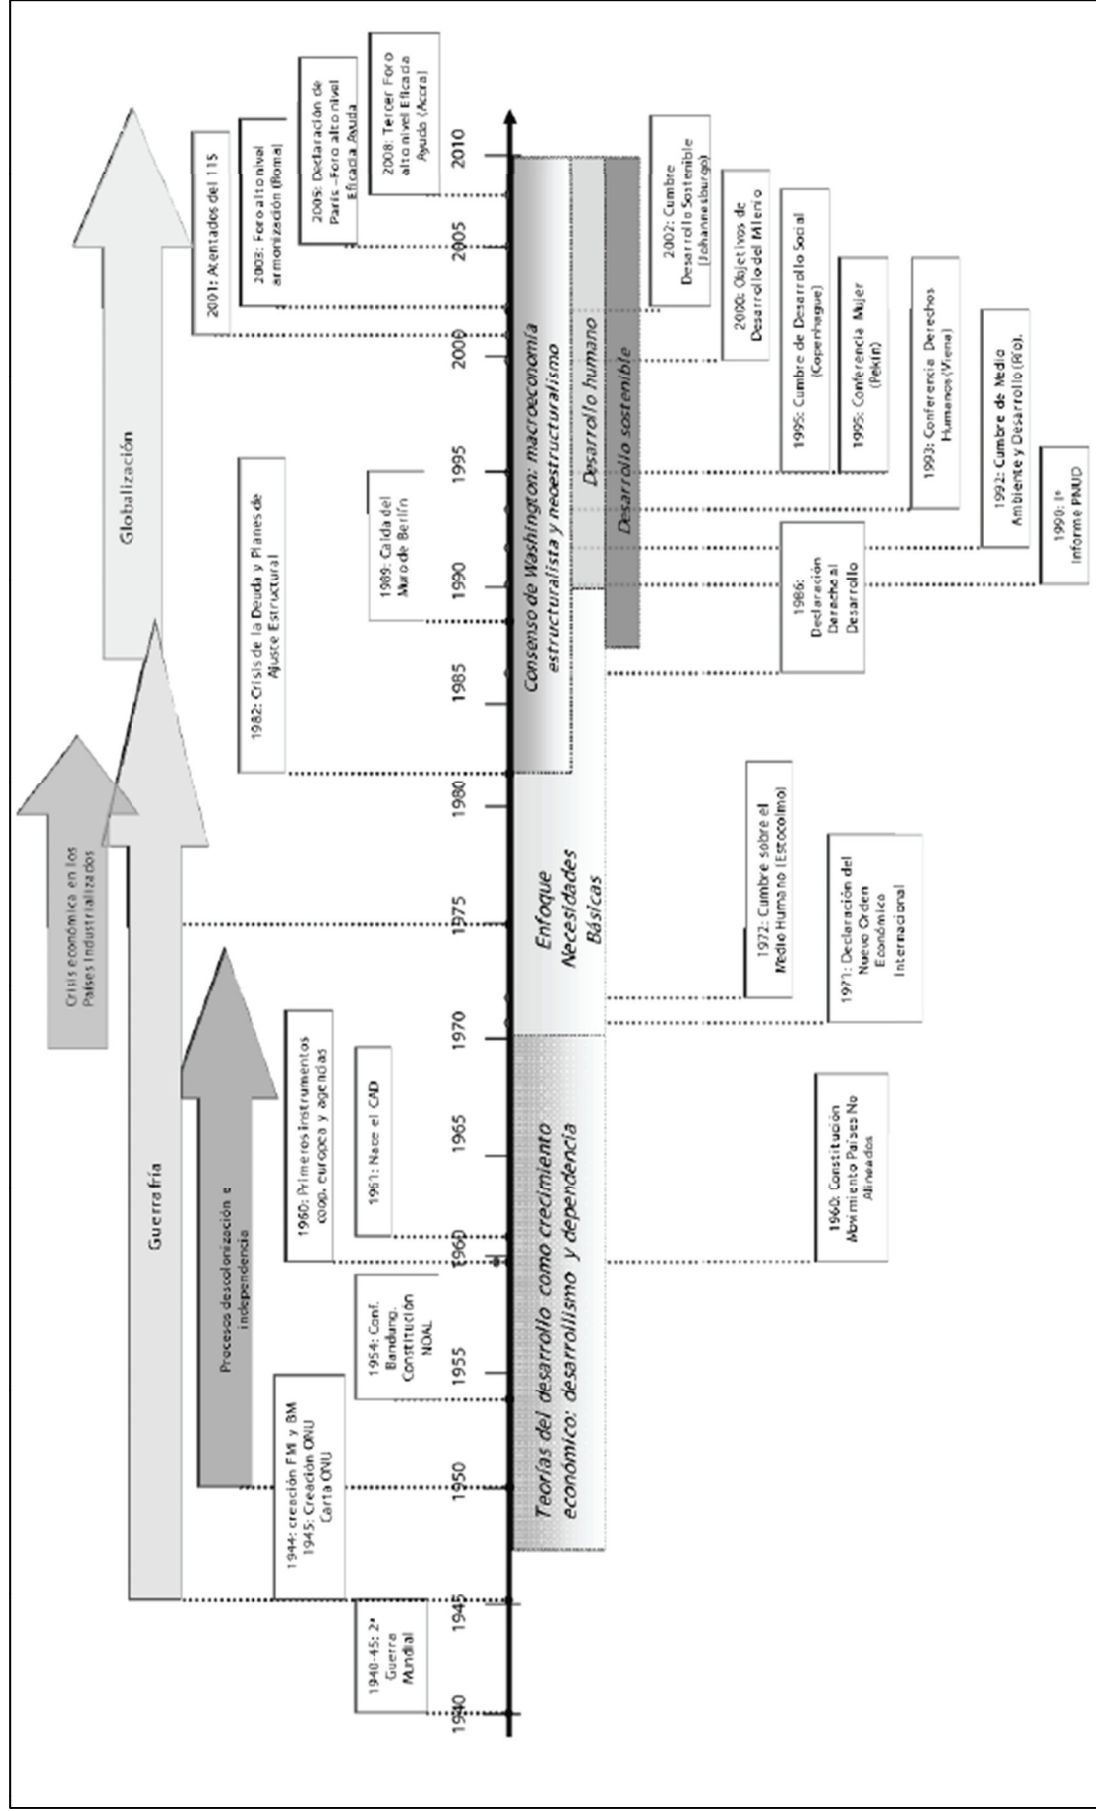 Crisis económica en los
Países Industrializados
Globalización
Guerrafría
Procesos descolonización e
independencia
2001: Atentados del 11S
2003: Foro alto nivel
armonización (Roma)
2005: Declaración de
París –Foro alto nivel
Eficacia Ayuda
2008: Tercer Foro
alto nivel Eficacia
Ayuda (Accra)
1982: Crisis de la Deuda y Planes de
Ajuste Estructural
1989: Caída del
Muro de Berlín
1960: Primeros instrumentos
coop. europea y agencias
1961: Nace el CAD
1954: Conf.
Bandung.
Constitución
NOAL
1944: creación FMI y BM
1945: Creación ONU
Carta ONU
1940-45: 2ª
Guerra
Mundial
1940
1945
1950
1955
1960
1965
1970
1975
1980
1985
1990
1995
2000
2005
2010
Teorías del desarrollo como crecimiento
económico: desarrollismo y dependencia
Enfoque
Necesidades
Básicas
Consenso de Washington: macroeconomía
estructuralista y neoestructuralismo
Desarrollo humano
Desarrollo sostenible
1960: Constitución
Movimiento Países No
Alineados
1972: Cumbre sobre el
Medio Humano (Estocolmo)
1971: Declaración del
Nuevo Orden
Económico
Internacional
1986:
Declaración
Derecho al
Desarrollo
1990: Iº
Informe PNUD
1992: Cumbre de Medio
Ambiente y Desarrollo (Río).
1993: Conferencia Derechos
Humanos (Viena)
1995: Conferencia Mujer
(Pekín)
1995: Cumbre de Desarrollo Social
(Copenhague)
2000: Objetivos de
Desarrollo del Milenio
2002: Cumbre
Desarrollo Sostenible
(Johannesburgo)